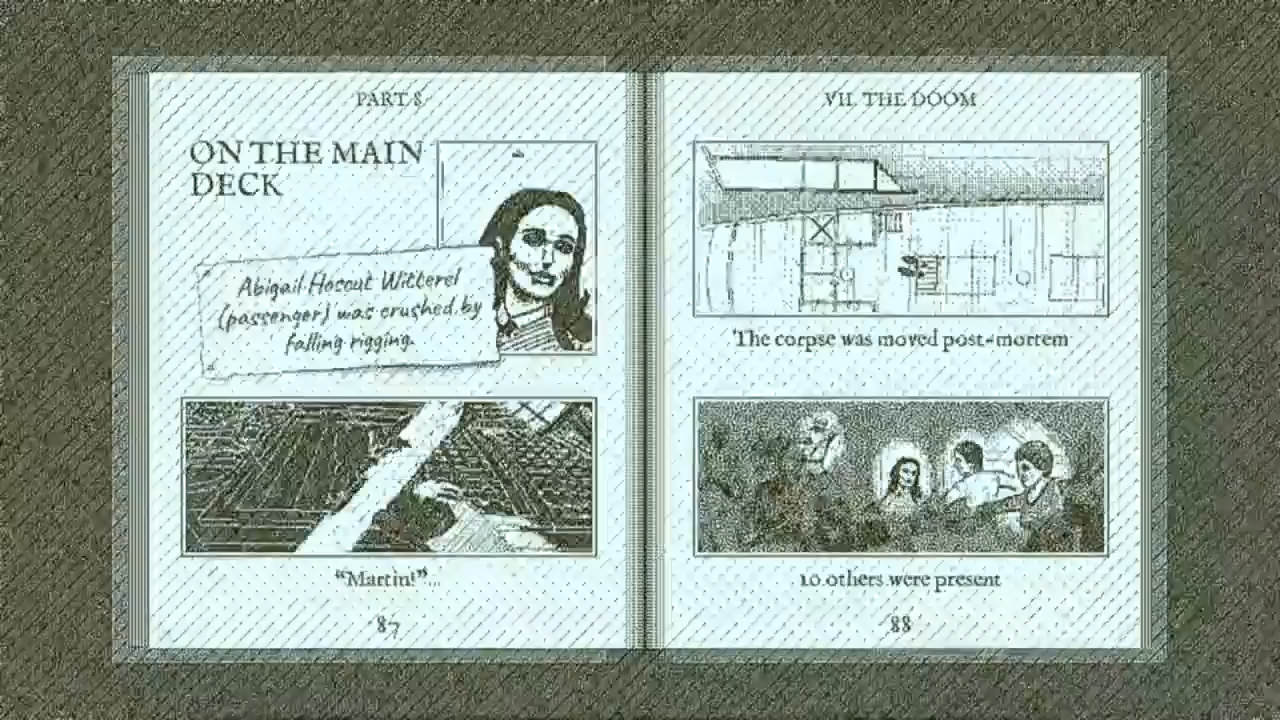 PART 8
ON THE MAIN
DECK
Abigail Hoscut Witterel
(passenger) was crushed by
falling rigging.
"Martin!"...
87
VII. THE DOOM
The corpse was moved post-mortem
10 others were present
88